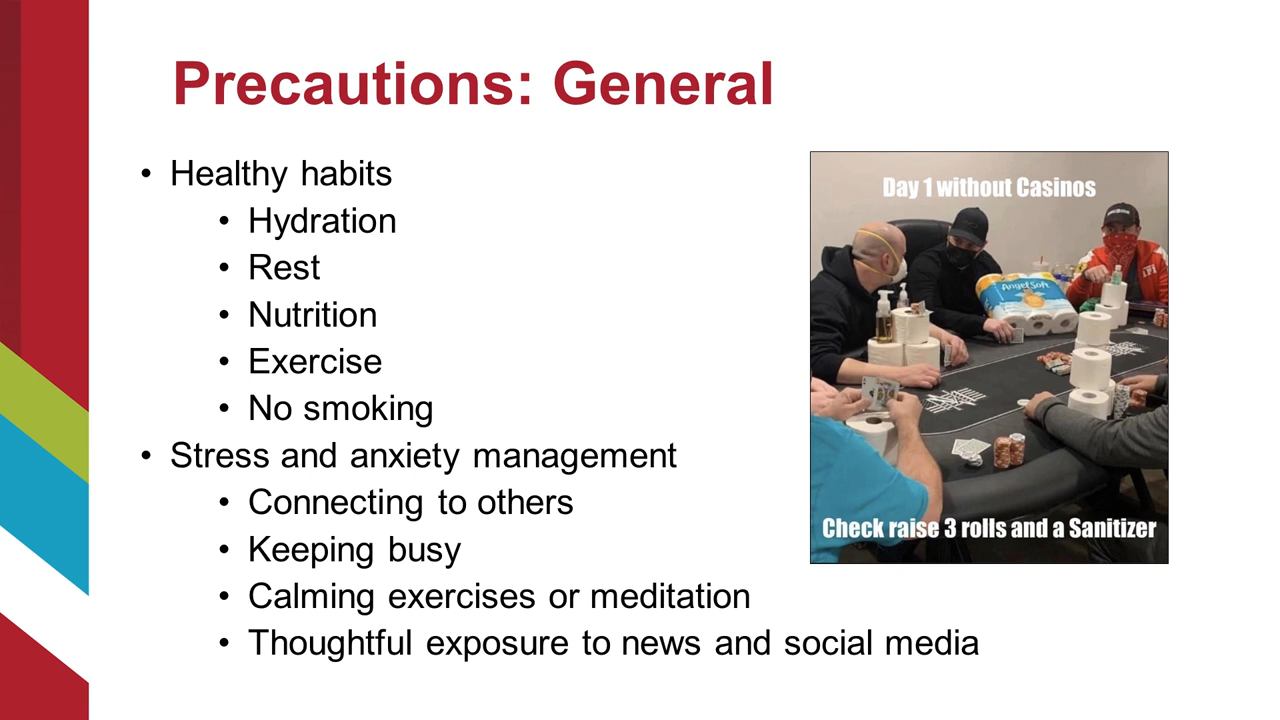 Precautions: General
• Healthy habits
• Hydration
• Rest
• Nutrition
• Exercise
• No smoking
• Stress and anxiety management
• Connecting to others
• Keeping busy
• Calming exercises or meditation
• Thoughtful exposure to news and social media
Day 1 without Casinos
Angel Soft
Check raise 3 rolls and a Sanitizer